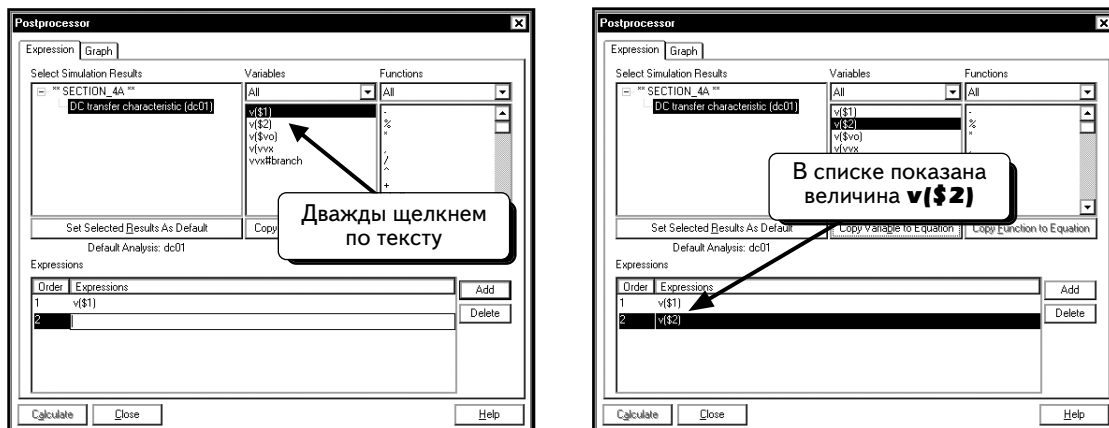 Postprocessor
Expression Graph
Select Simulation Results Variables Functions
** SECTION_4A **
DC transfer characteristic (dc01)
All All
v($1)
v($2)
v($vo)
v(vvx
vvx#branch
-
%
*
,
/
^
+
Дважды щелкнем
по тексту
Set Selected Results As Default
Default Analysis: dc01
Expressions
Order Expressions
1 v($1)
2
Add
Delete
Calculate Close Help
Postprocessor
Expression Graph
Select Simulation Results Variables Functions
** SECTION_4A **
DC transfer characteristic (dc01)
All All
v($1)
v($2)
v($vo)
v(vvx
-
%
*
В списке показана
величина v($2)
Set Selected Results As Default Copy Variable to Equation Copy Function to Equation
Default Analysis: dc01
Expressions
Order Expressions
1 v($1)
2 v($2)
Add
Delete
Calculate Close Help